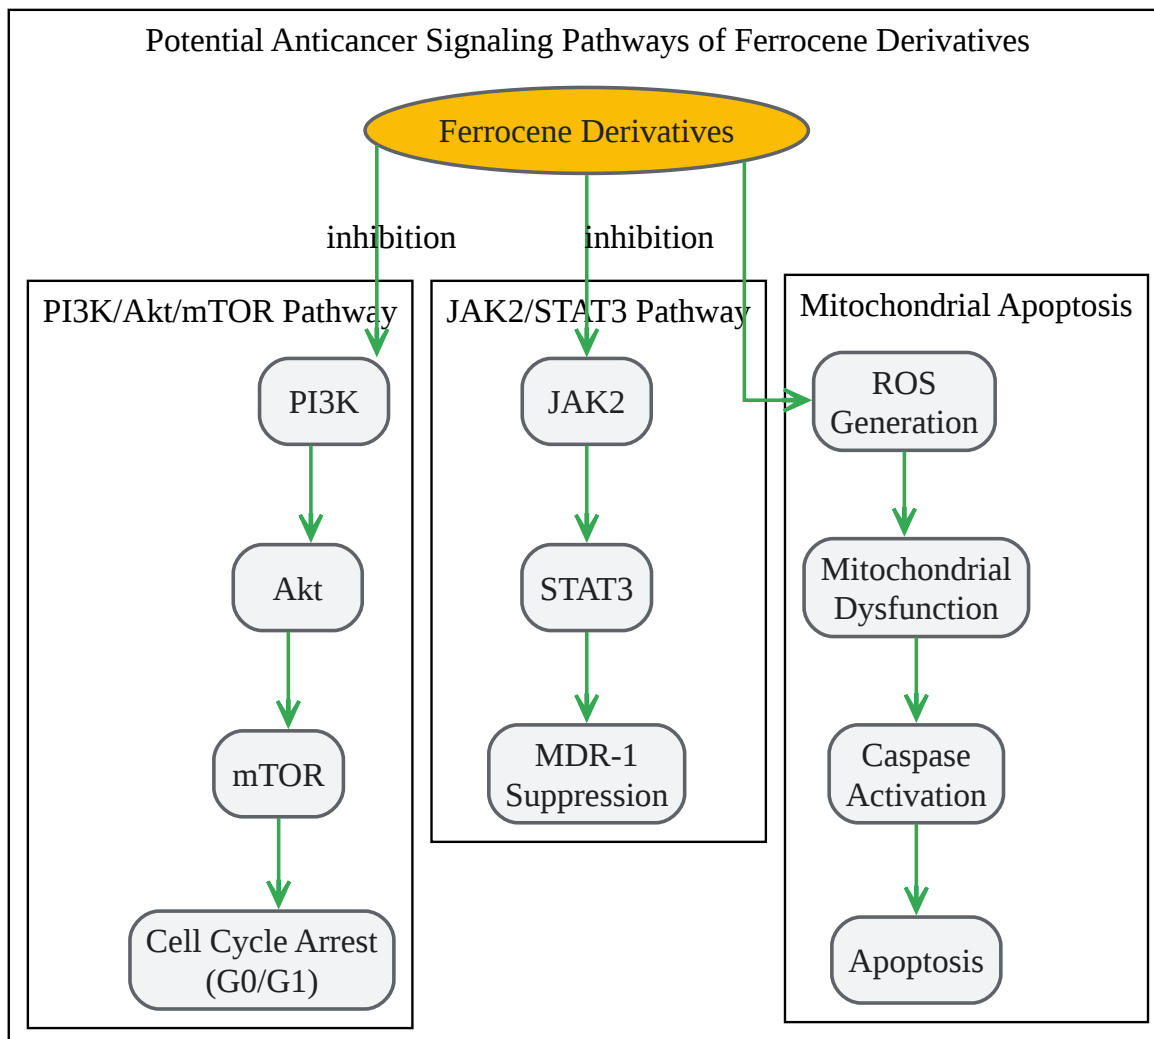 Potential Anticancer Signaling Pathways of Ferrocene Derivatives
Ferrocene Derivatives
inhibition
inhibition
PI3K/Akt/mTOR Pathway
PI3K
Akt
mTOR
Cell Cycle Arrest
(G0/G1)
JAK2/STAT3 Pathway
JAK2
STAT3
MDR-1
Suppression
Mitochondrial Apoptosis
ROS
Generation
Mitochondrial
Dysfunction
Caspase
Activation
Apoptosis